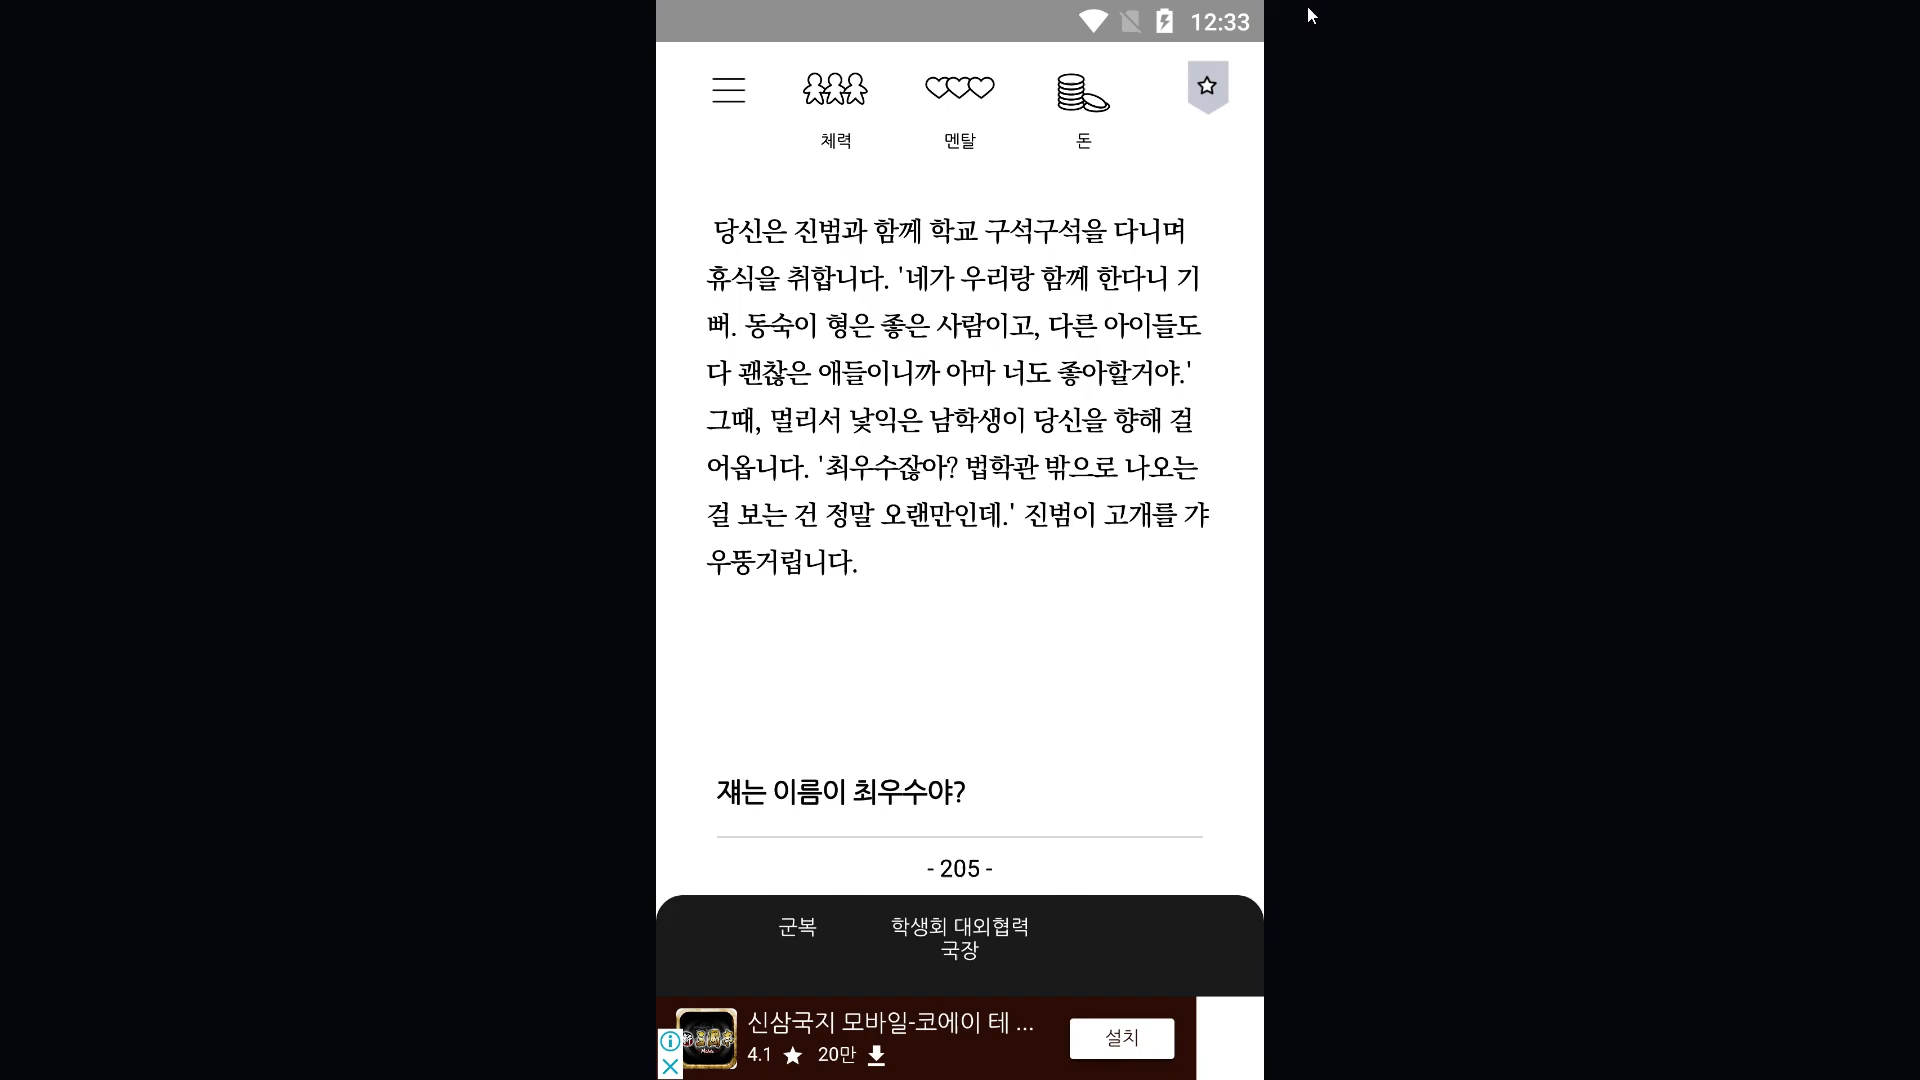 12:33
체력
멘탈
돈
당신은 진범과 함께 학교 구석구석을 다니며
휴식을 취합니다. '네가 우리랑 함께 한다니 기
뻐. 동숙이 형은 좋은 사람이고, 다른 아이들도
다 괜찮은 애들이니까 아마 너도 좋아할거야.'
그때, 멀리서 낯익은 남학생이 당신을 향해 걸
어옵니다. '최우수잖아? 법학관 밖으로 나오는
걸 보는 건 정말 오랜만인데.' 진범이 고개를 갸
우뚱거립니다.
쟤는 이름이 최우수야?
- 205 -
군복
학생회 대외협력
국장
신삼국지 모바일-코에이 테 ...
4.1
20만
설치